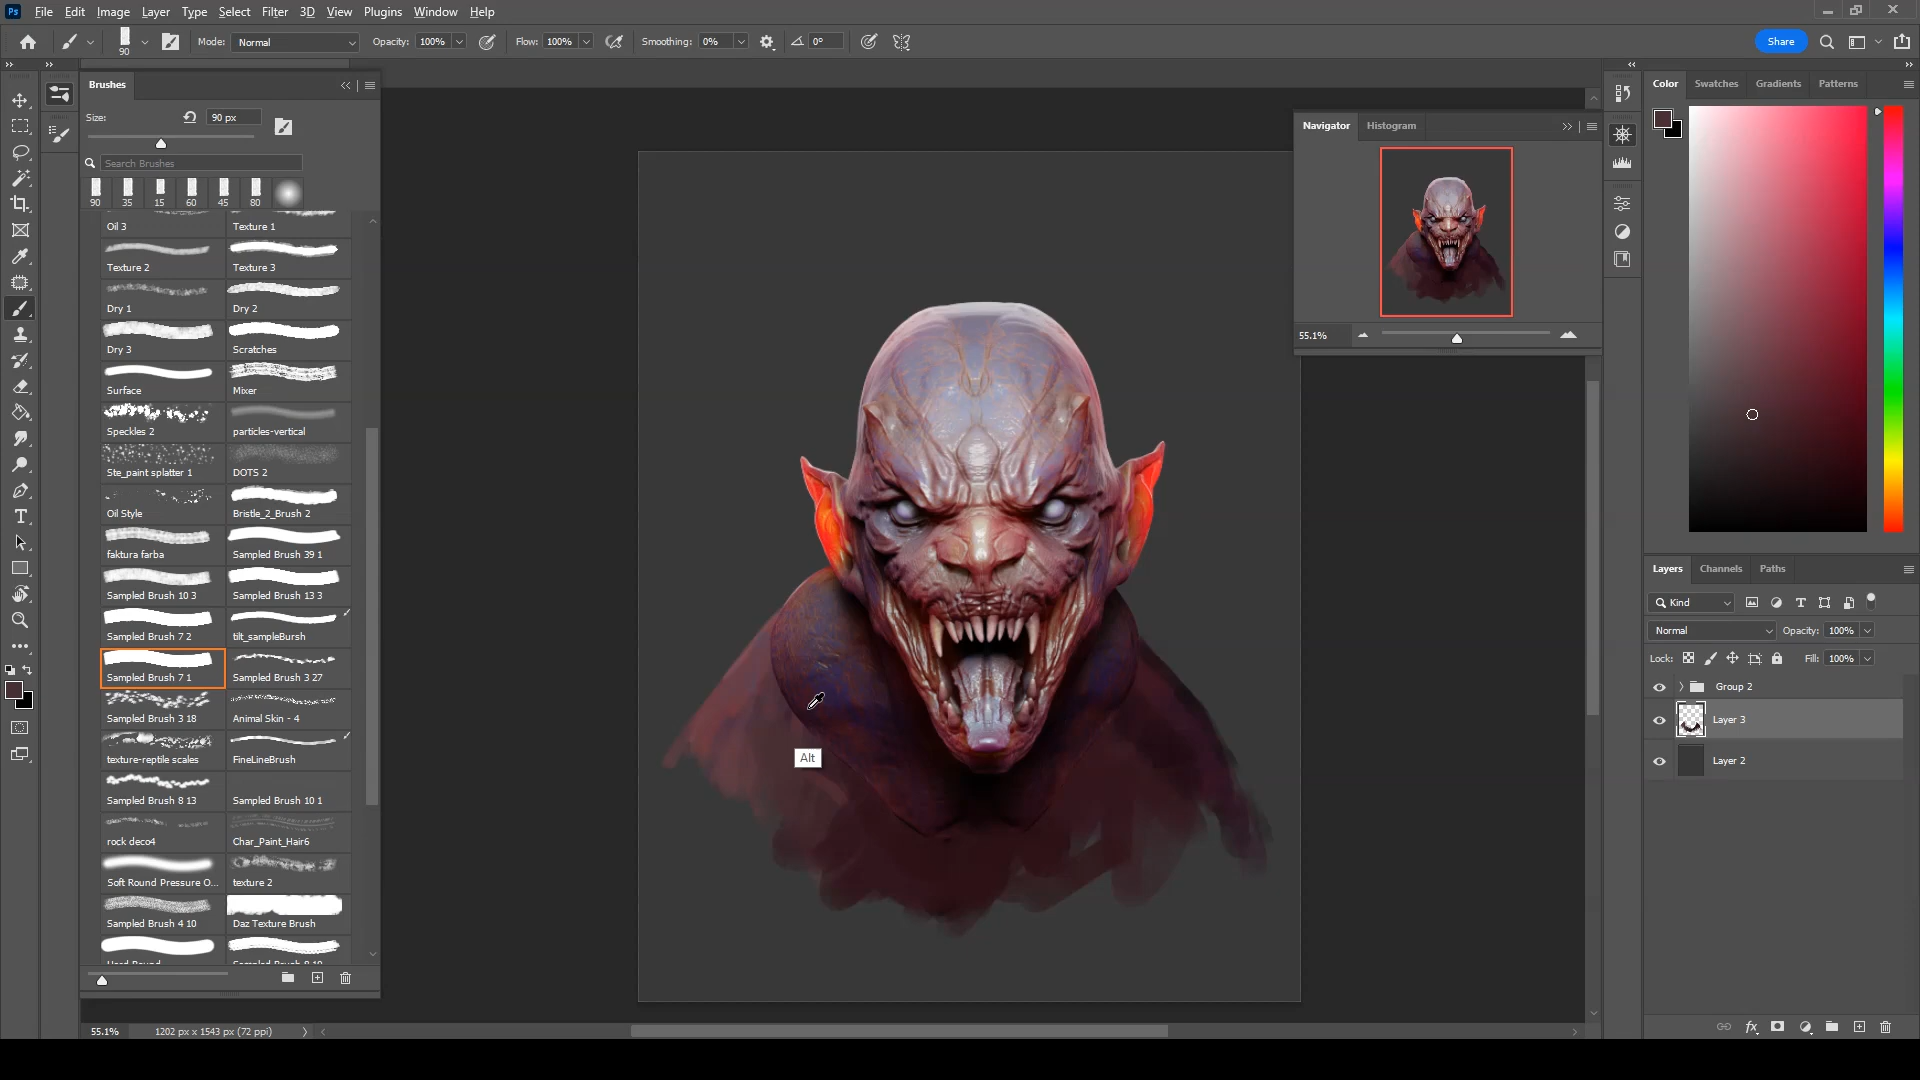 Ps File Edit Image Layer Type Select Filter 3D View Plugins Window Help
90 Mode: Normal Opacity: 100% Flow: 100% Smoothing: 0% 0° Share
Brushes
Size: 90 px
Search Brushes
90 35 15 60 45 80
Oil 3 Texture 1
Texture 2 Texture 3
Dry 1 Dry 2
Dry 3 Scratches
Surface Mixer
Speckles 2 particles-vertical
Ste_paint splatter 1 DOTS 2
Oil Style Bristle_2_Brush 2
faktura farba Sampled Brush 39 1
Sampled Brush 10 3 Sampled Brush 13 3
Sampled Brush 7 2 tilt_sampleBursh
Sampled Brush 7 1 Sampled Brush 3 27
Sampled Brush 3 18 Animal Skin - 4
texture-reptile scales FineLineBrush
Sampled Brush 8 13 Sampled Brush 10 1
rock deco4 Char_Paint_Hair6
Soft Round Pressure O... texture 2
Sampled Brush 4 10 Daz Texture Brush
Alt
Navigator Histogram
55.1%
Color Swatches Gradients Patterns
Layers Channels Paths
Kind
Normal Opacity: 100%
Lock: Fill: 100%
Group 2
Layer 3
Layer 2
55.1% 1202 px x 1543 px (72 ppi)